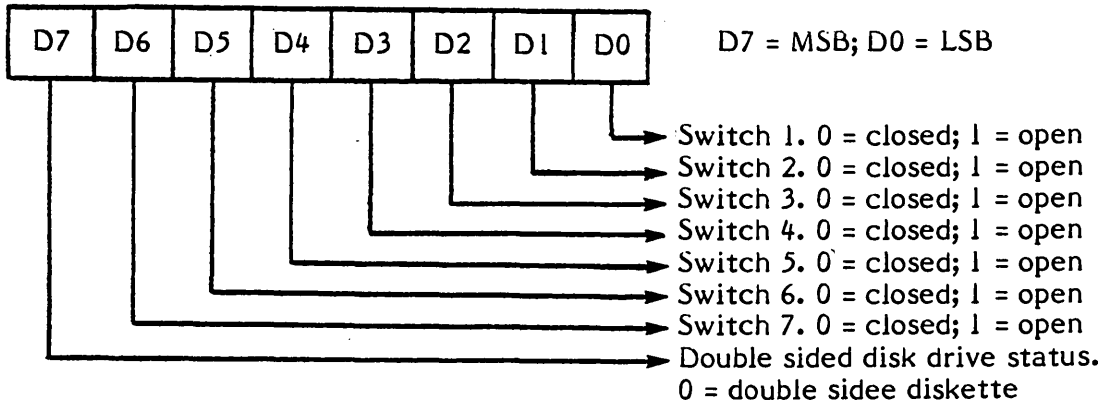 D7 D6 D5 D4 D3 D2 D1 D0 D7 = MSB; D0 = LSB
Switch 1. 0 = closed; 1 = open
Switch 2. 0 = closed; 1 = open
Switch 3. 0 = closed; 1 = open
Switch 4. 0 = closed; 1 = open
Switch 5. 0 = closed; 1 = open
Switch 6. 0 = closed; 1 = open
Switch 7. 0 = closed; 1 = open
Double sided disk drive status.
0 = double sidee diskette